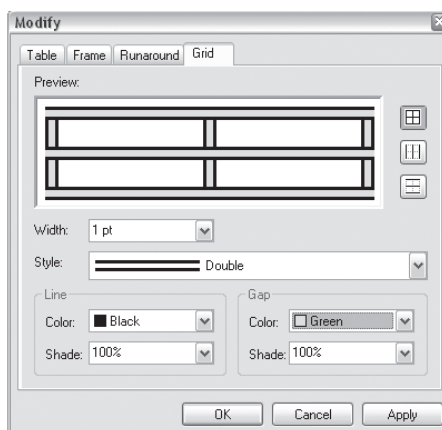 Modify
Table Frame Runaround Grid
Preview:
Width: 1 pt
Style: Double
Line Gap
Color: Black Color: Green
Shade: 100% Shade: 100%
OK Cancel Apply